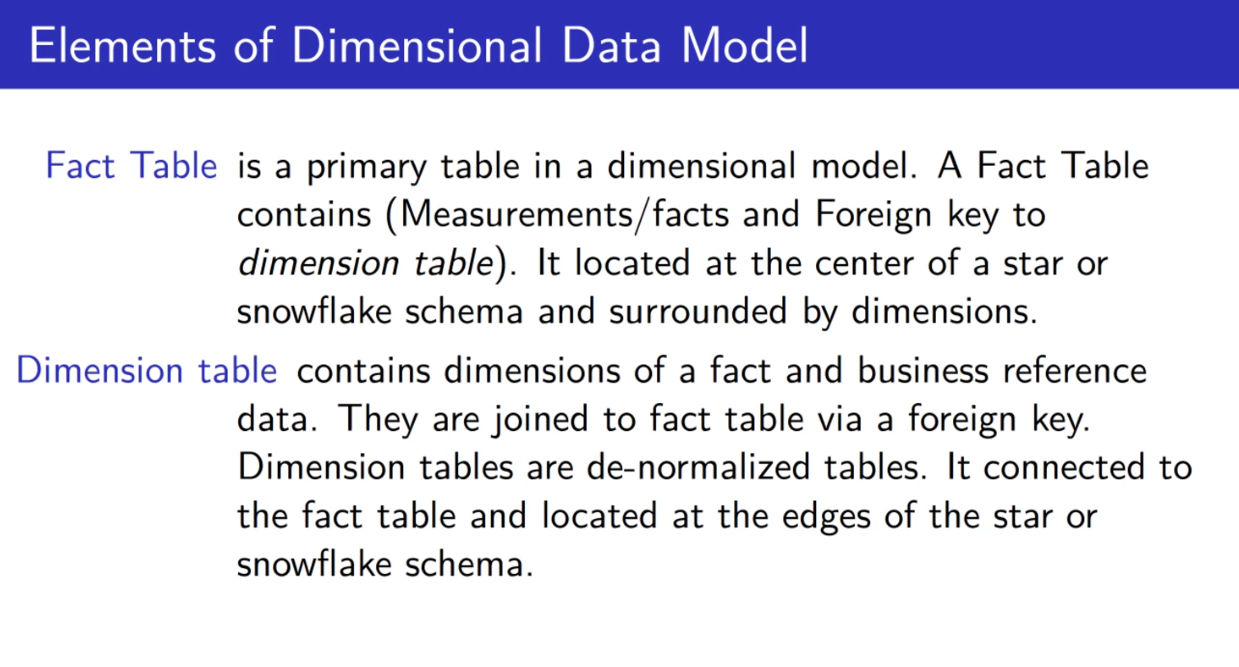 Elements of Dimensional Data Model
Fact Table is a primary table in a dimensional model. A Fact Table
contains (Measurements/facts and Foreign key to
dimension table). It located at the center of a star or
snowflake schema and surrounded by dimensions.
Dimension table contains dimensions of a fact and business reference
data. They are joined to fact table via a foreign key.
Dimension tables are de-normalized tables. It connected to
the fact table and located at the edges of the star or
snowflake schema.